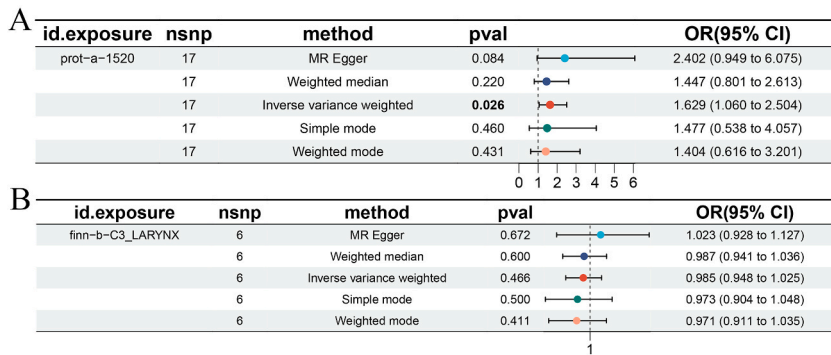 A
id.exposure nsnp method pval OR(95% CI)
prot-a-1520 17 MR Egger 0.084 2.402 (0.949 to 6.075)
17 Weighted median 0.220 1.447 (0.801 to 2.613)
17 Inverse variance weighted 0.026 1.629 (1.060 to 2.504)
17 Simple mode 0.460 1.477 (0.538 to 4.057)
17 Weighted mode 0.431 1.404 (0.616 to 3.201)
0 1 2 3 4 5 6
B
id.exposure nsnp method pval OR(95% CI)
finn-b-C3_LARYNX 6 MR Egger 0.672 1.023 (0.928 to 1.127)
6 Weighted median 0.600 0.987 (0.941 to 1.036)
6 Inverse variance weighted 0.466 0.985 (0.948 to 1.025)
6 Simple mode 0.500 0.973 (0.904 to 1.048)
6 Weighted mode 0.411 0.971 (0.911 to 1.035)
1